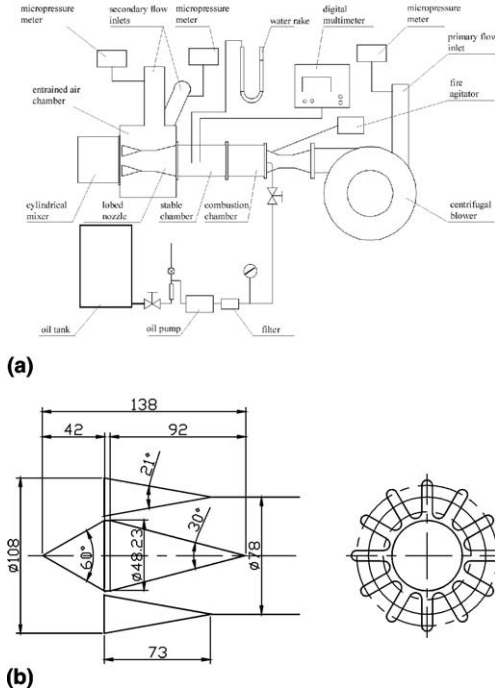 micropressure
meter
secondary flow
inlets
micropressure
meter
water rake
digital
multimeter
micropressure
meter
primary flow
inlet
entrained air
chamber
fire
agitator
cylindrical
mixer
lobed
nozzle
stable
chamber
combustion
chamber
centrifugal
blower
oil tank
oil pump
filter
(a)
138
42
92
21°
30°
60°
ø108
ø48.23
ø78
73
(b)